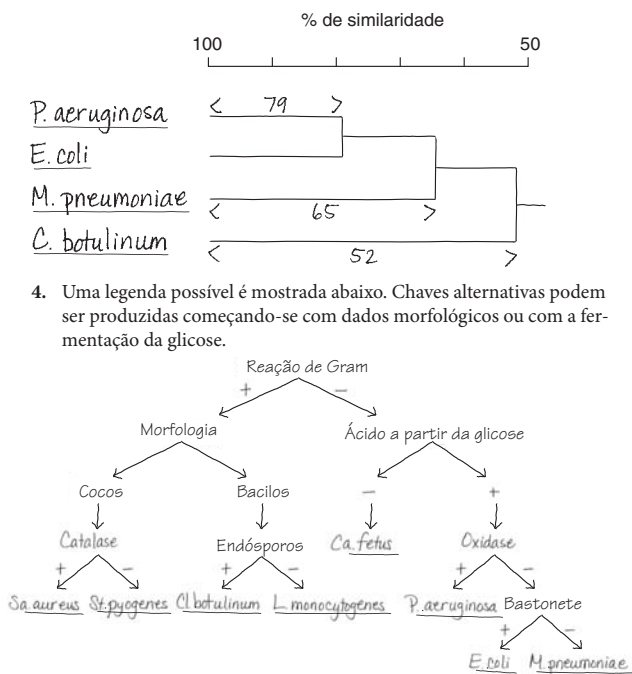 % de similaridade
100 50
P. aeruginosa 79
E. coli
M. pneumoniae
65
C. botulinum
52
4. Uma legenda possível é mostrada abaixo. Chaves alternativas podem
ser produzidas começando-se com dados morfológicos ou com a fer-
mentação da glicose.
Reação de Gram
+ −
Morfologia Ácido a partir da glicose
Cocos Bacilos − +
Catalase Endósporos Ca. fetus Oxidase
+ − + − + −
Sa. aureus St. pyogenes Cl. botulinum L. monocytogenes P. aeruginosa Bastonete
+ −
E. coli M. pneumoniae